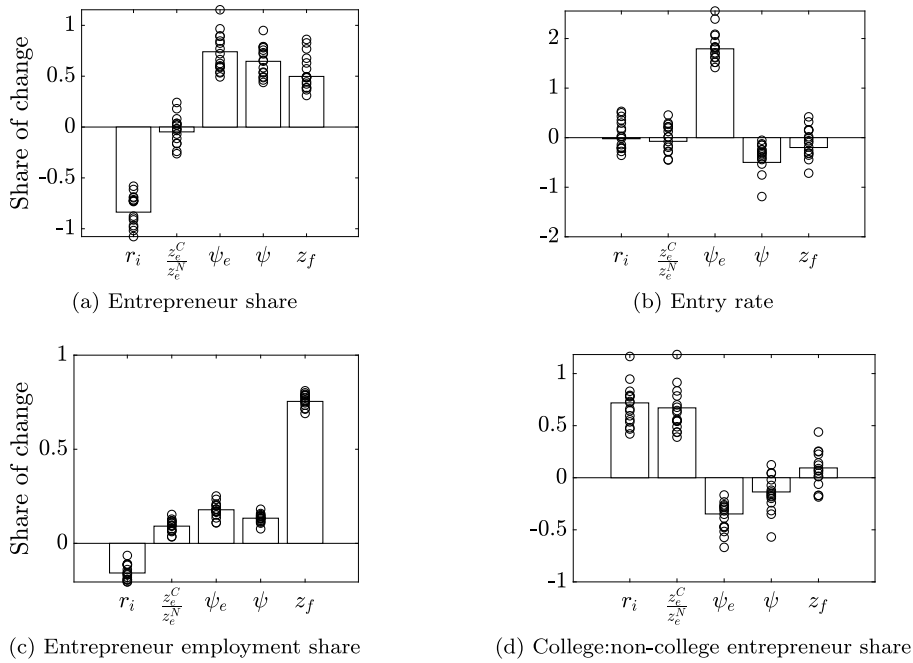 Share of change
1
0.5
0
-0.5
-1
r_i
z_e^C / z_e^N
ψ_e
ψ
z_f
(a) Entrepreneur share
2
1
0
-1
-2
r_i
z_e^C / z_e^N
ψ_e
ψ
z_f
(b) Entry rate
Share of change
1
0.5
0
r_i
z_e^C / z_e^N
ψ_e
ψ
z_f
(c) Entrepreneur employment share
1
0.5
0
-0.5
-1
r_i
z_e^C / z_e^N
ψ_e
ψ
z_f
(d) College:non-college entrepreneur share